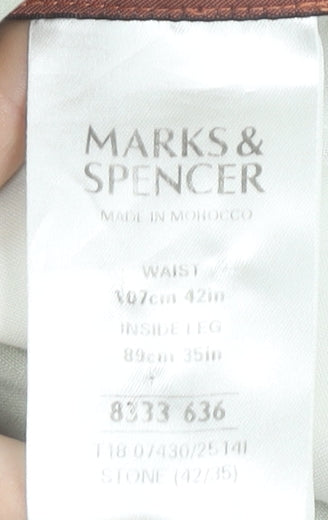 MARKS &
SPENCER
MADE IN MOROCCO
WAIST
107cm 42in
INSIDE LEG
89cm 35in
8333 636
T18 07430/2514I
STONE (42/35)